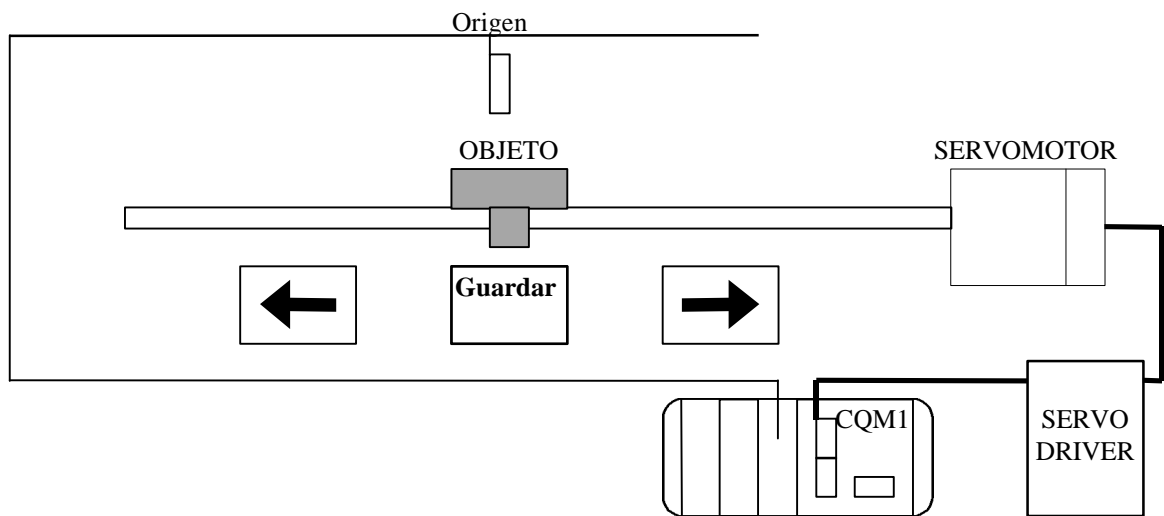 Origen
OBJETO
SERVOMOTOR
Guardar
CQM1
SERVO
DRIVER